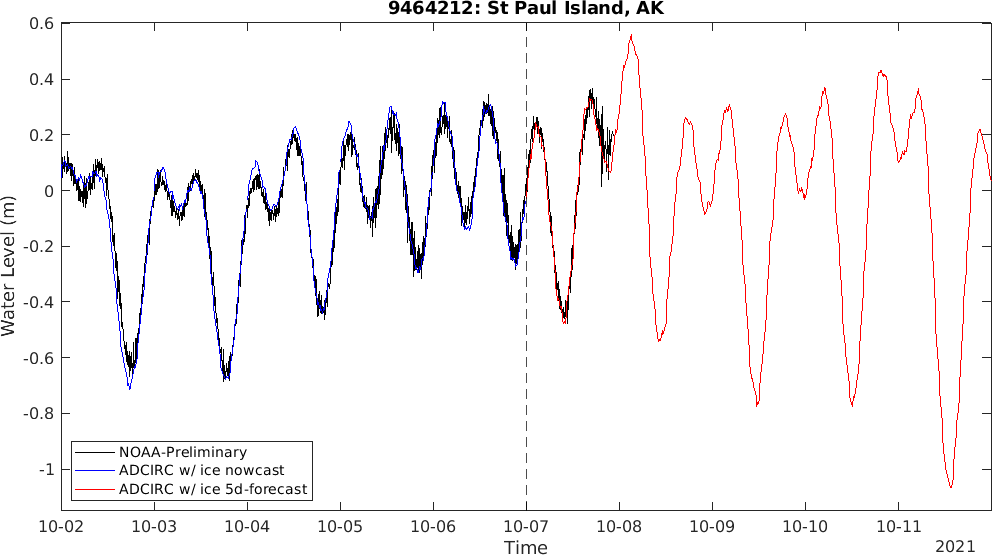 9464212: St Paul Island, AK
Water Level (m)
0.6
0.4
0.2
0
-0.2
-0.4
-0.6
-0.8
-1
NOAA-Preliminary
ADCIRC w/ ice nowcast
ADCIRC w/ ice 5d-forecast
10-02 10-03 10-04 10-05 10-06 10-07 10-08 10-09 10-10 10-11
Time
2021